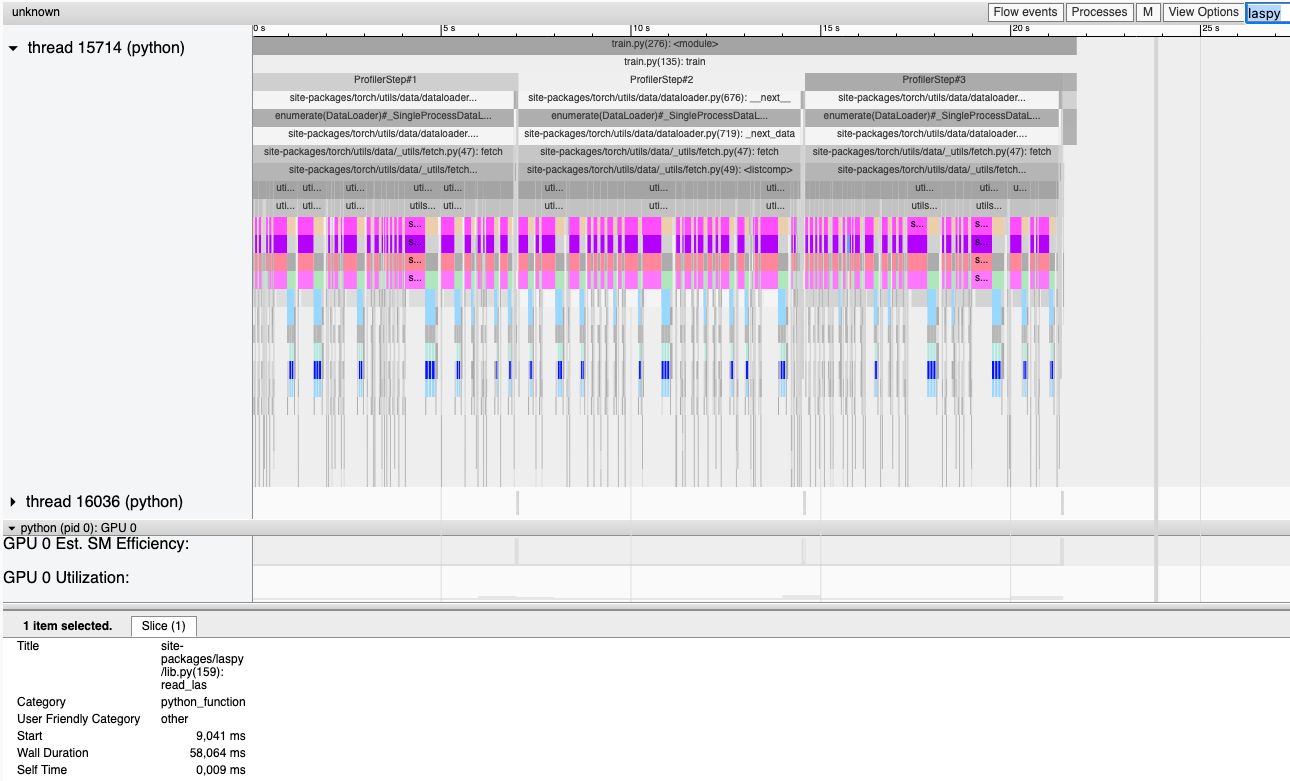 unknown
Flow events Processes M View Options laspy
0 s 5 s 10 s 15 s 20 s 25 s
thread 15714 (python)
train.py(276): <module>
train.py(135): train
ProfilerStep#1 ProfilerStep#2 ProfilerStep#3
site-packages/torch/utils/data/dataloader... site-packages/torch/utils/data/dataloader.py(676): __next__ site-packages/torch/utils/data/dataloader...
enumerate(DataLoader)#_SingleProcessDataL... enumerate(DataLoader)#_SingleProcessDataL... enumerate(DataLoader)#_SingleProcessDataL...
site-packages/torch/utils/data/dataloader.... site-packages/torch/utils/data/dataloader.py(719): _next_data site-packages/torch/utils/data/dataloader....
site-packages/torch/utils/data/_utils/fetch.py(47): fetch site-packages/torch/utils/data/_utils/fetch.py(47): fetch site-packages/torch/utils/data/_utils/fetch.py(47): fetch
site-packages/torch/utils/data/_utils/fetch... site-packages/torch/utils/data/_utils/fetch.py(49): <listcomp> site-packages/torch/utils/data/_utils/fetch...
uti... uti... uti... uti... uti... uti... uti... uti... uti... uti... u...
uti... uti... uti... utils... uti... uti... uti... uti... utils... utils...
s... s... s...
s... s...
s... s...
s... s...
thread 16036 (python)
python (pid 0): GPU 0
GPU 0 Est. SM Efficiency:
GPU 0 Utilization:
1 item selected. Slice (1)
Title site-
packages/laspy
/lib.py(159):
read_las
Category python_function
User Friendly Category other
Start 9,041 ms
Wall Duration 58,064 ms
Self Time 0,009 ms